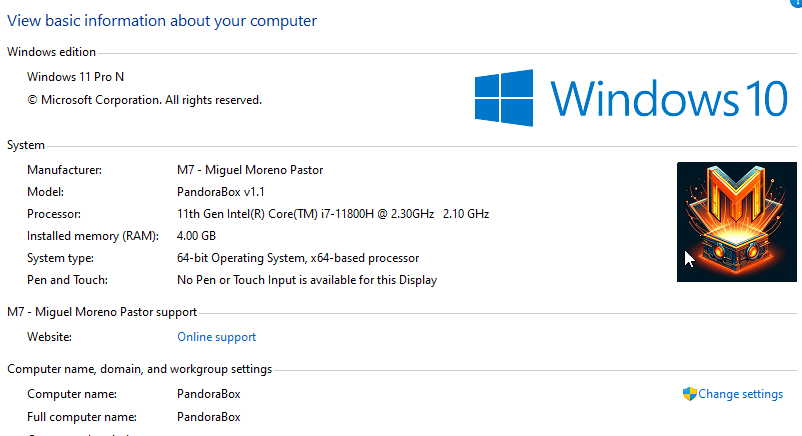 View basic information about your computer
Windows edition
Windows 11 Pro N
© Microsoft Corporation. All rights reserved.
Windows 10
System
Manufacturer: M7 - Miguel Moreno Pastor
Model: PandoraBox v1.1
Processor: 11th Gen Intel(R) Core(TM) i7-11800H @ 2.30GHz 2.10 GHz
Installed memory (RAM): 4.00 GB
System type: 64-bit Operating System, x64-based processor
Pen and Touch: No Pen or Touch Input is available for this Display
M
M7 - Miguel Moreno Pastor support
Website: Online support
Computer name, domain, and workgroup settings
Computer name: PandoraBox
Change settings
Full computer name: PandoraBox